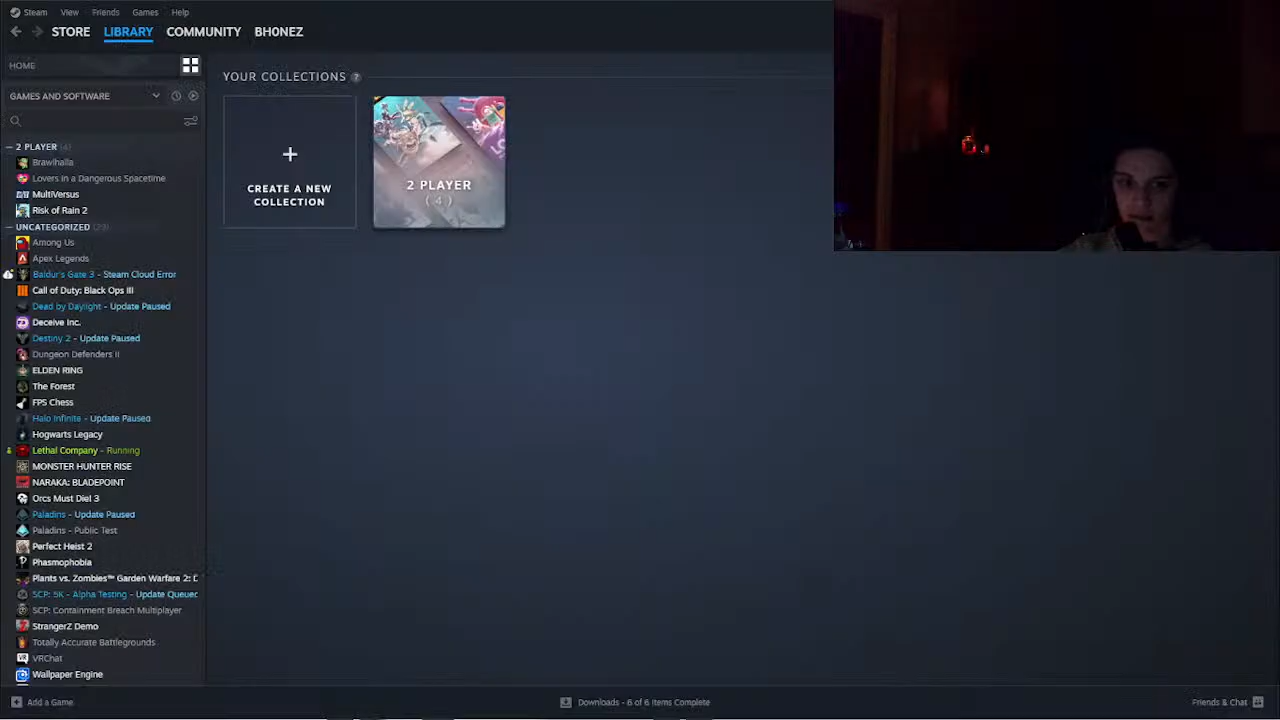 Steam View Friends Games Help
STORE LIBRARY COMMUNITY BH0NEZ
HOME
GAMES AND SOFTWARE
2 PLAYER (4)
Brawlhalla
Lovers in a Dangerous Spacetime
MultiVersus
Risk of Rain 2
UNCATEGORIZED (29)
Among Us
Apex Legends
Baldur's Gate 3 - Steam Cloud Error
Call of Duty: Black Ops III
Dead by Daylight - Update Paused
Deceive Inc.
Destiny 2 - Update Paused
Dungeon Defenders II
ELDEN RING
The Forest
FPS Chess
Halo Infinite - Update Paused
Hogwarts Legacy
Lethal Company - Running
MONSTER HUNTER RISE
NARAKA: BLADEPOINT
Orcs Must Die! 3
Paladins - Update Paused
Paladins - Public Test
Perfect Heist 2
Phasmophobia
Plants vs. Zombies™ Garden Warfare 2: D
SCP: 5K - Alpha Testing - Update Queued
SCP: Containment Breach Multiplayer
StrangerZ Demo
Totally Accurate Battlegrounds
VRChat
Wallpaper Engine
Add a Game
YOUR COLLECTIONS ?
+
CREATE A NEW
COLLECTION
2 PLAYER
( 4 )
Downloads - 6 of 6 Items Complete
Friends & Chat